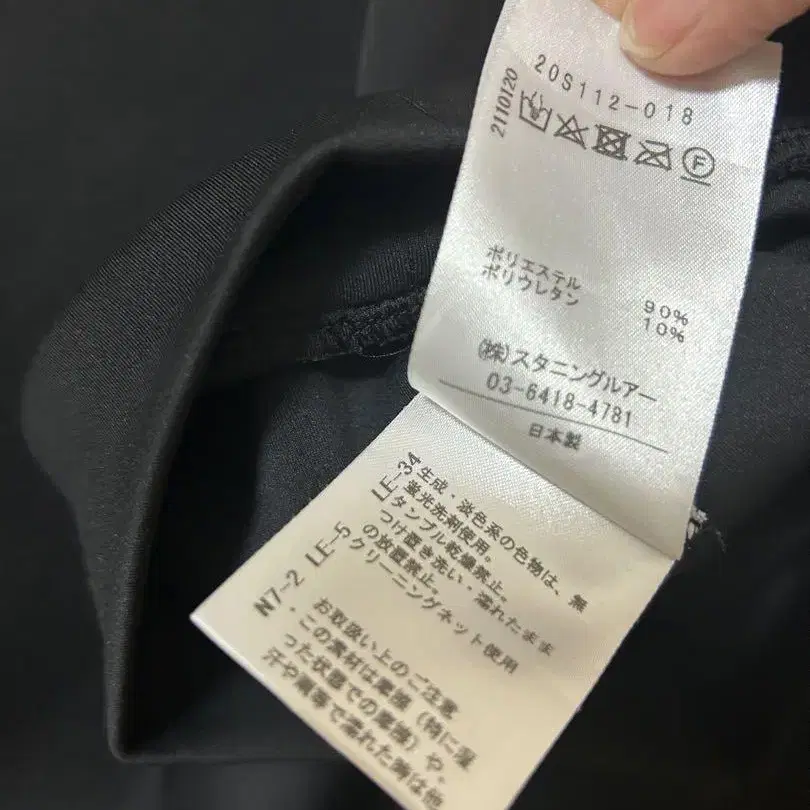 20S112-018
2110120
F
ポリエステル 90%
ポリウレタン 10%
(株)スタニングルアー
03-6418-4781
日本製
LF-34
生成・淡色系の色物は、無
蛍光洗剤使用。
タンブル乾燥禁止。
LF-5
つけ置き洗い・濡れたまま
の放置禁止。
N7-2
クリーニングネット使用
お取扱い上のご注意
・この素材は摩擦（特に湿
った状態での摩擦）や、
汗や雨等で濡れた時は他